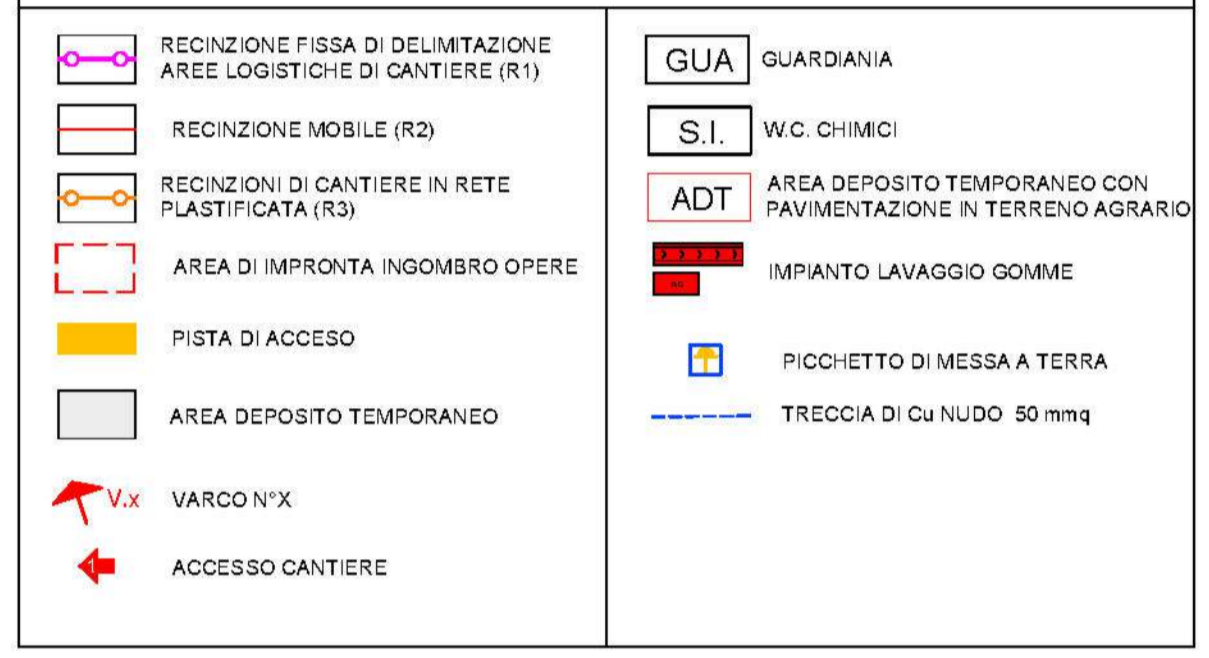 RECINZIONE FISSA DI DELIMITAZIONE
AREE LOGISTICHE DI CANTIERE (R1)
RECINZIONE MOBILE (R2)
RECINZIONI DI CANTIERE IN RETE
PLASTIFICATA (R3)
AREA DI IMPRONTA INGOMBRO OPERE
PISTA DI ACCESO
AREA DEPOSITO TEMPORANEO
V.x VARCO N°X
1 ACCESSO CANTIERE
GUA GUARDIANIA
S.I. W.C. CHIMICI
ADT AREA DEPOSITO TEMPORANEO CON
PAVIMENTAZIONE IN TERRENO AGRARIO
IMPIANTO LAVAGGIO GOMME
PICCHETTO DI MESSA A TERRA
TRECCIA DI Cu NUDO 50 mmq